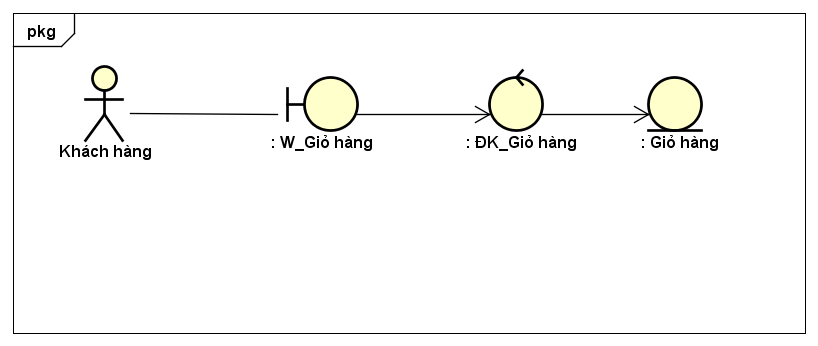 pkg
Khách hàng
: W_Giỏ hàng
: ĐK_Giỏ hàng
: Giỏ hàng